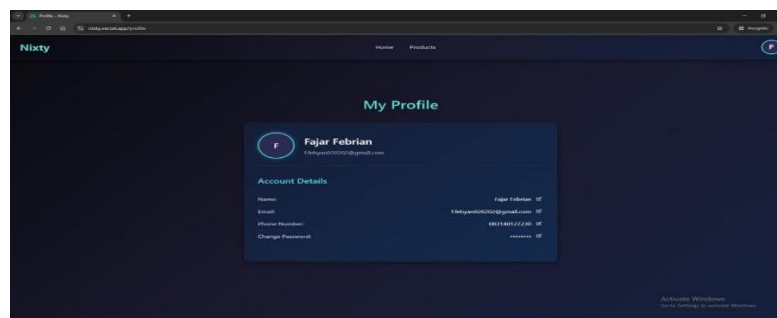 Profile - Nixty
nixty.vercel.app/profile
Incognito
Nixty
Home
Products
F
My Profile
F
Fajar Febrian
Account Details
Name:
Fajar Febrian
Email:
Phone Number:
Change Password:
••••••••
Activate Windows
Go to Settings to activate Windows.